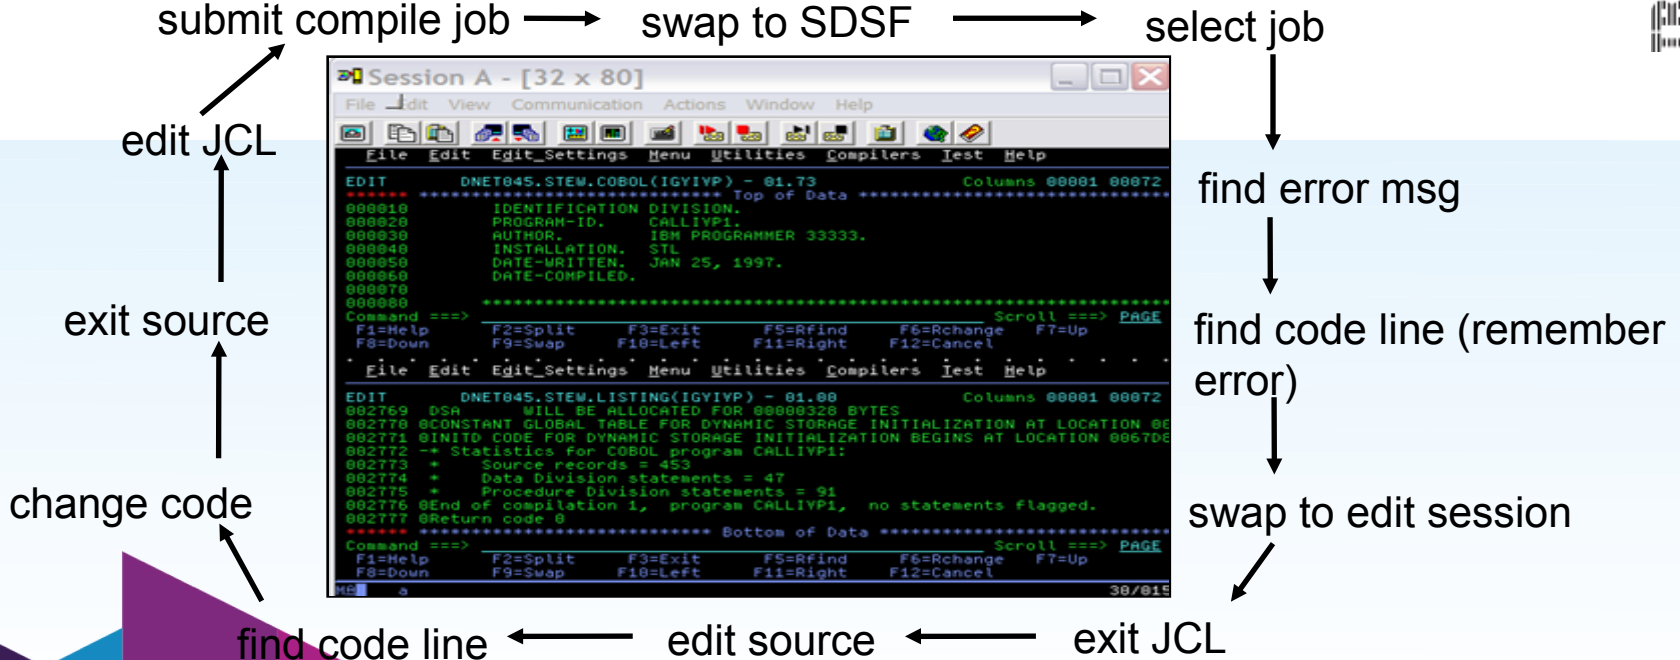 submit compile job
swap to SDSF
select job
find error msg
find code line (remember
error)
swap to edit session
exit JCL
edit source
find code line
change code
exit source
edit JCL
Session A - [32 x 80]
File Edit View Communication Actions Window Help
File Edit Edit_Settings Menu Utilities Compilers Test Help
EDIT DNET045.STEW.COBOL(IGYIVP) - 01.73 Columns 00001 00072
****** ***************************** Top of Data ******************************
000010 IDENTIFICATION DIVISION.
000020 PROGRAM-ID. CALLIVP1.
000030 AUTHOR. IBM PROGRAMMER 33333.
000040 INSTALLATION. STL
000050 DATE-WRITTEN. JAN 25, 1997.
000060 DATE-COMPILED.
000070
000080 ****************************************************
Command ===> Scroll ===> PAGE
F1=Help F2=Split F3=Exit F5=Rfind F6=Rchange F7=Up
F8=Down F9=Swap F10=Left F11=Right F12=Cancel
File Edit Edit_Settings Menu Utilities Compilers Test Help
EDIT DNET045.STEW.LISTING(IGYIVP) - 01.00 Columns 00001 00072
002769 DSA WILL BE ALLOCATED FOR 00000328 BYTES
002770 0CONSTANT GLOBAL TABLE FOR DYNAMIC STORAGE INITIALIZATION AT LOCATION 00
002771 0INITD CODE FOR DYNAMIC STORAGE INITIALIZATION BEGINS AT LOCATION 0067D8
002772 -* Statistics for COBOL program CALLIVP1:
002773 * Source records = 453
002774 * Data Division statements = 47
002775 * Procedure Division statements = 91
002776 0End of compilation 1, program CALLIVP1, no statements flagged.
002777 0Return code 0
****** **************************** Bottom of Data ****************************
Command ===> Scroll ===> PAGE
F1=Help F2=Split F3=Exit F5=Rfind F6=Rchange F7=Up
F8=Down F9=Swap F10=Left F11=Right F12=Cancel
MA a 30/015